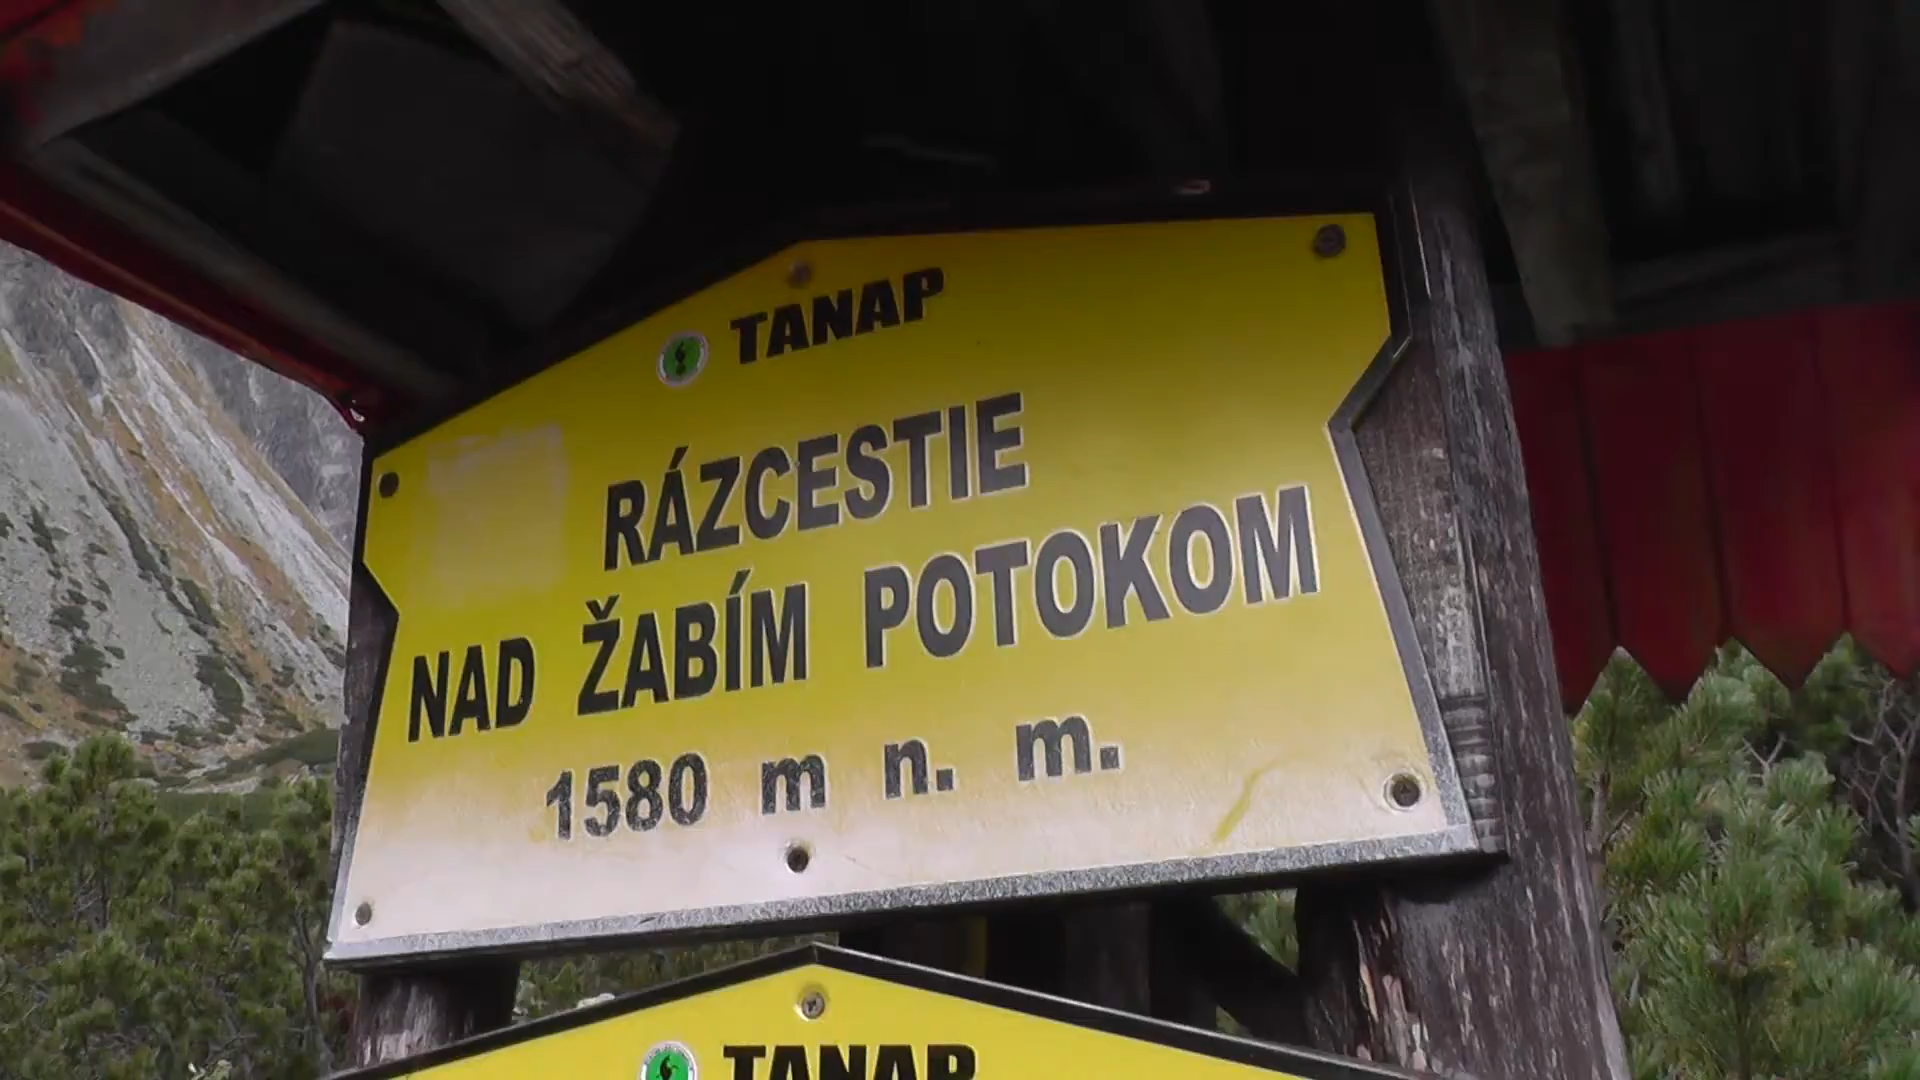 TANAP
RÁZCESTIE
NAD ŽABÍM POTOKOM
1580 m n. m.
TANAP